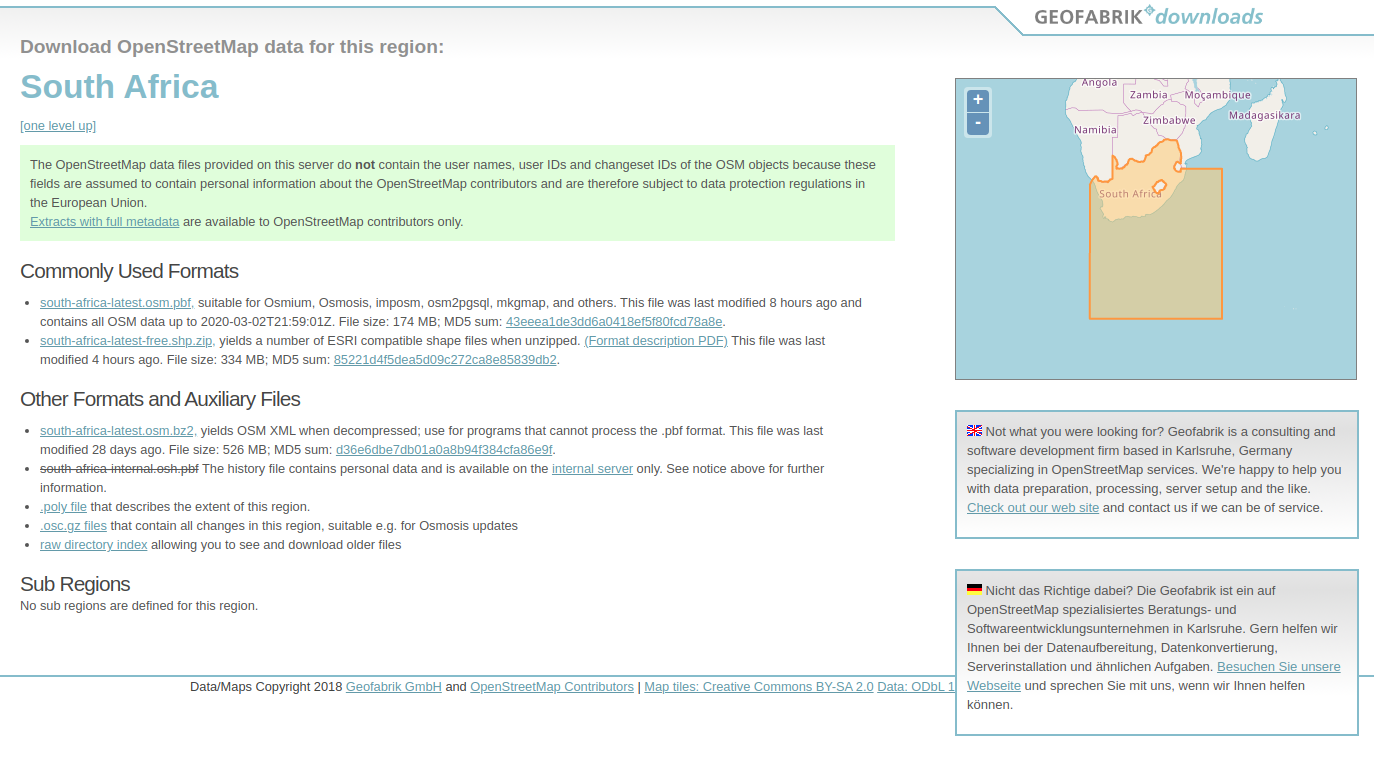 GEOFABRIK downloads
Download OpenStreetMap data for this region:
South Africa
[one level up]
The OpenStreetMap data files provided on this server do not contain the user names, user IDs and changeset IDs of the OSM objects because these
fields are assumed to contain personal information about the OpenStreetMap contributors and are therefore subject to data protection regulations in
the European Union.
Extracts with full metadata are available to OpenStreetMap contributors only.
Commonly Used Formats
south-africa-latest.osm.pbf, suitable for Osmium, Osmosis, imposm, osm2pgsql, mkgmap, and others. This file was last modified 8 hours ago and
contains all OSM data up to 2020-03-02T21:59:01Z. File size: 174 MB; MD5 sum: 43eeea1de3dd6a0418ef5f80fcd78a8e.
south-africa-latest-free.shp.zip, yields a number of ESRI compatible shape files when unzipped. (Format description PDF) This file was last
modified 4 hours ago. File size: 334 MB; MD5 sum: 85221d4f5dea5d09c272ca8e85839db2.
Other Formats and Auxiliary Files
south-africa-latest.osm.bz2, yields OSM XML when decompressed; use for programs that cannot process the .pbf format. This file was last
modified 28 days ago. File size: 526 MB; MD5 sum: d36e6dbe7db01a0a8b94f384cfa86e9f.
south-africa-internal.osh.pbf The history file contains personal data and is available on the internal server only. See notice above for further
information.
.poly file that describes the extent of this region.
.osc.gz files that contain all changes in this region, suitable e.g. for Osmosis updates
raw directory index allowing you to see and download older files
Sub Regions
No sub regions are defined for this region.
+
-
Angola
Zambia
Moçambique
Zimbabwe
Madagasikara
Namibia
South Africa
Not what you were looking for? Geofabrik is a consulting and
software development firm based in Karlsruhe, Germany
specializing in OpenStreetMap services. We're happy to help you
with data preparation, processing, server setup and the like.
Check out our web site and contact us if we can be of service.
Nicht das Richtige dabei? Die Geofabrik ist ein auf
OpenStreetMap spezialisiertes Beratungs- und
Softwareentwicklungsunternehmen in Karlsruhe. Gern helfen wir
Ihnen bei der Datenaufbereitung, Datenkonvertierung,
Serverinstallation und ähnlichen Aufgaben. Besuchen Sie unsere
Webseite und sprechen Sie mit uns, wenn wir Ihnen helfen
können.
Data/Maps Copyright 2018 Geofabrik GmbH and OpenStreetMap Contributors | Map tiles: Creative Commons BY-SA 2.0 Data: ODbL 1